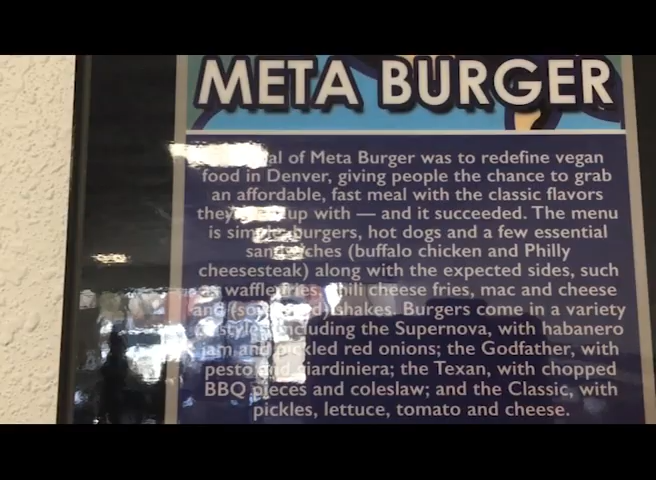 META BURGER
al of Meta Burger was to redefine vegan
food in Denver, giving people the chance to grab
an affordable, fast meal with the classic flavors
they up with — and it succeeded. The menu
is simple: burgers, hot dogs and a few essential
sandwiches (buffalo chicken and Philly
cheesesteak) along with the expected sides, such
as waffle fries, chili cheese fries, mac and cheese
and shakes. Burgers come in a variety
styles, including the Supernova, with habanero
jam and pickled red onions; the Godfather, with
pesto and giardiniera; the Texan, with chopped
BBQ pieces and coleslaw; and the Classic, with
pickles, lettuce, tomato and cheese.